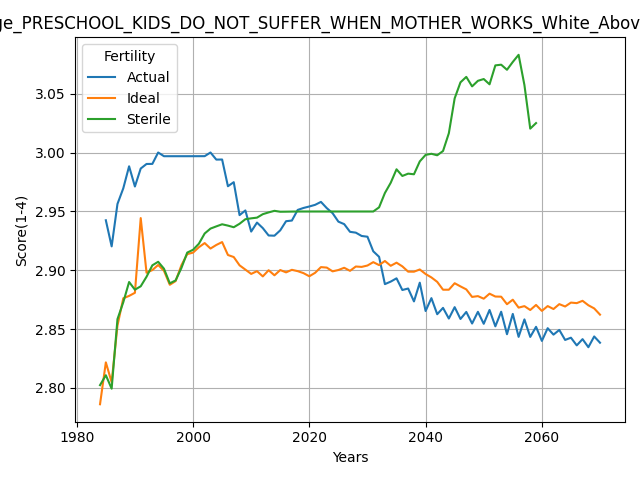 ge_PRESCHOOL_KIDS_DO_NOT_SUFFER_WHEN_MOTHER_WORKS_White_Abov
Fertility
Actual
Ideal
Sterile
Score(1-4)
3.05
3.00
2.95
2.90
2.85
2.80
1980 2000 2020 2040 2060
Years